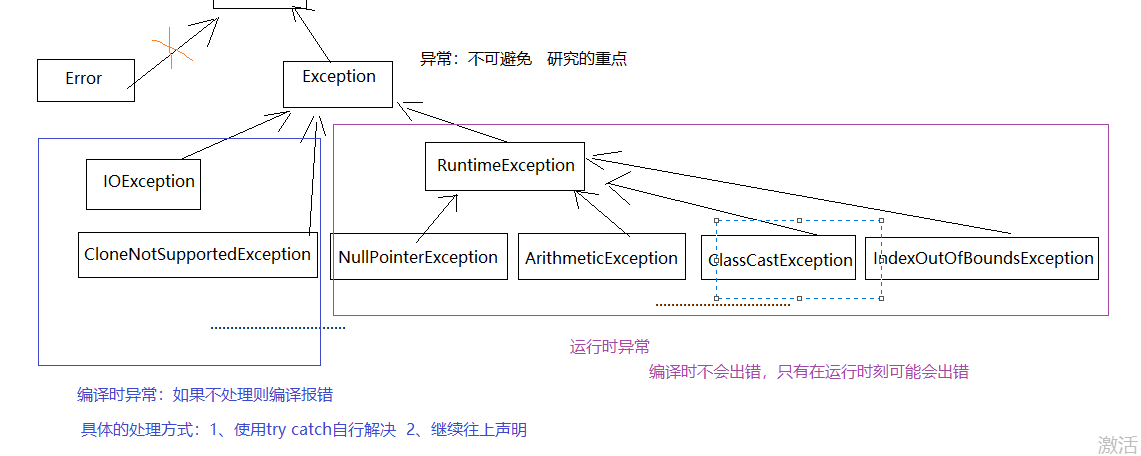 异常：不可避免 研究的重点
Error
Exception
IOException
RuntimeException
CloneNotSupportedException
NullPointerException
ArithmeticException
ClassCastException
IndexOutOfBoundsException
运行时异常
编译时不会出错，只有在运行时刻可能会出错
编译时异常：如果不处理则编译报错
具体的处理方式：1、使用try catch自行解决 2、继续往上声明
激活